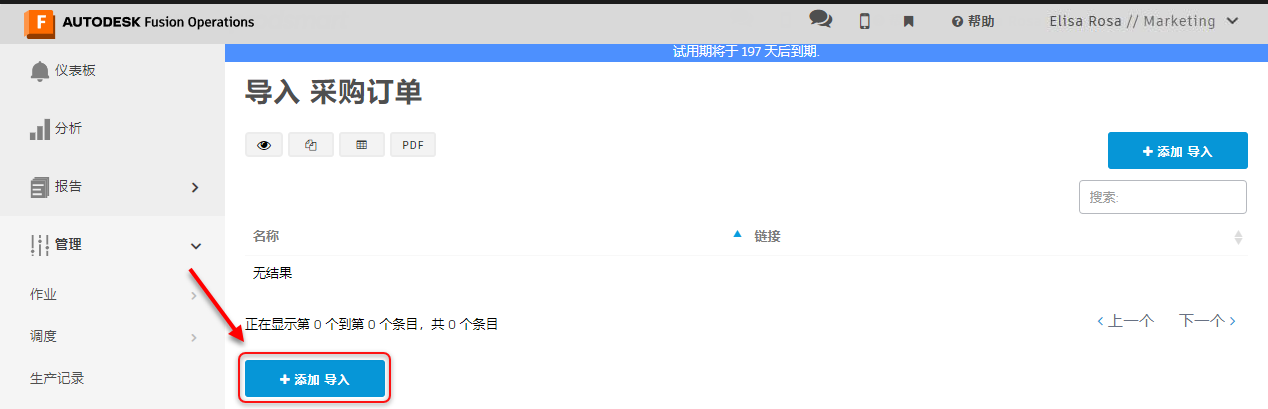 F AUTODESK Fusion Operations
帮助
Elisa Rosa // Marketing
试用期将于 197 天后到期.
仪表板
分析
报告
管理
作业
调度
生产记录
导入 采购订单
PDF
+ 添加 导入
搜索:
名称
链接
无结果
正在显示第 0 个到第 0 个条目，共 0 个条目
上一个
下一个
+ 添加 导入